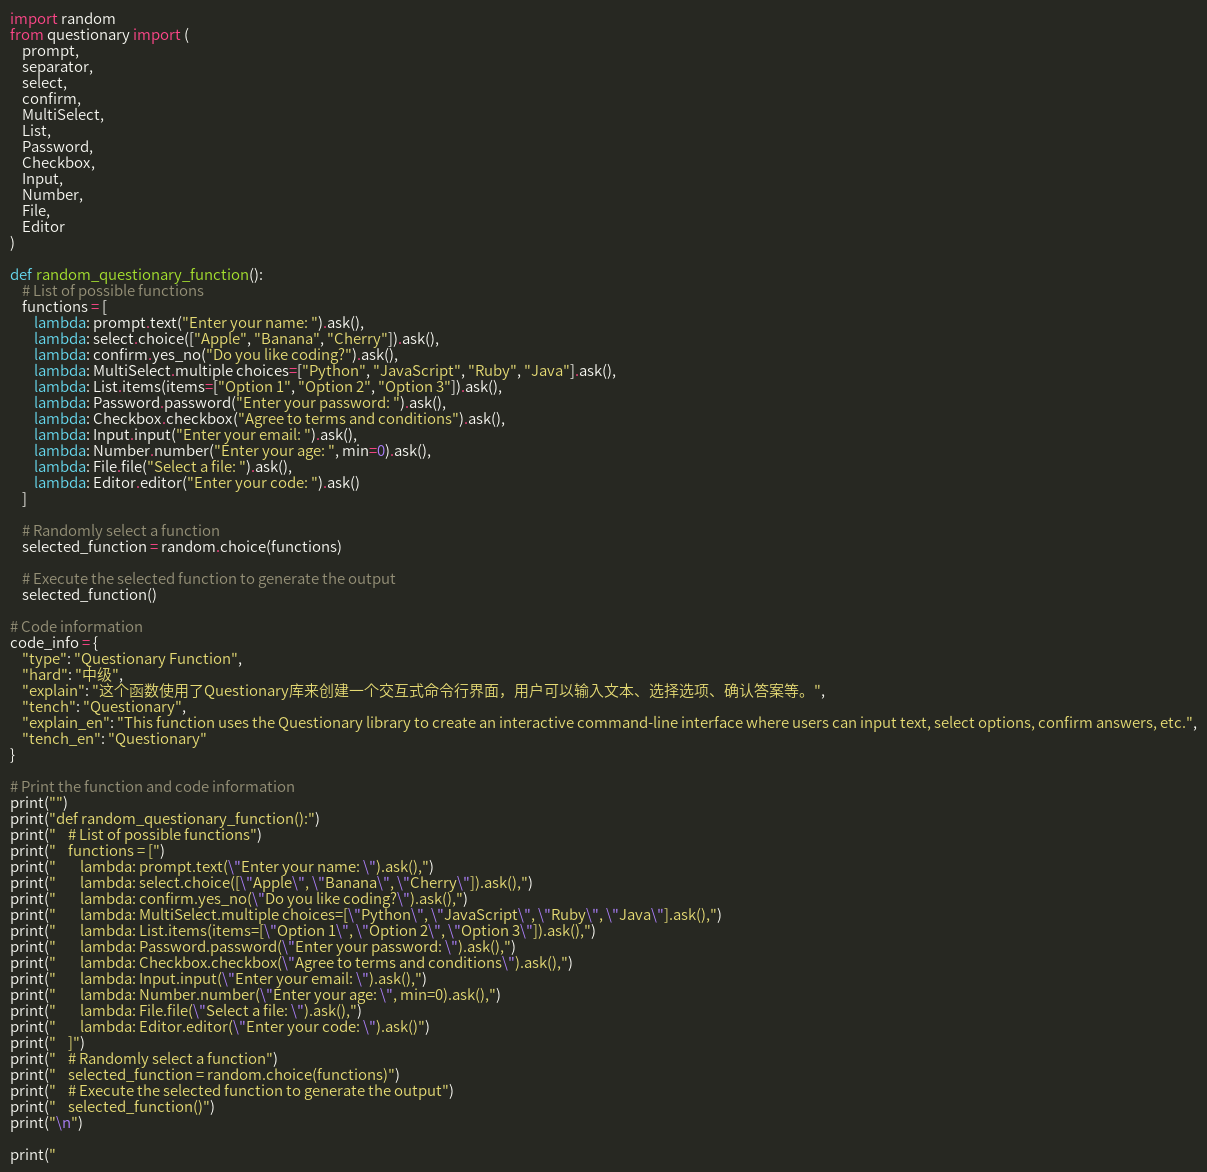 import random
from questionary import (
    prompt,
    separator,
    select,
    confirm,
    MultiSelect,
    List,
    Password,
    Checkbox,
    Input,
    Number,
    File,
    Editor
)

def random_questionary_function():
    # List of possible functions
    functions = [
        lambda: prompt.text("Enter your name: ").ask(),
        lambda: select.choice(["Apple", "Banana", "Cherry"]).ask(),
        lambda: confirm.yes_no("Do you like coding?").ask(),
        lambda: MultiSelect.multiple choices=["Python", "JavaScript", "Ruby", "Java"].ask(),
        lambda: List.items(items=["Option 1", "Option 2", "Option 3"]).ask(),
        lambda: Password.password("Enter your password: ").ask(),
        lambda: Checkbox.checkbox("Agree to terms and conditions").ask(),
        lambda: Input.input("Enter your email: ").ask(),
        lambda: Number.number("Enter your age: ", min=0).ask(),
        lambda: File.file("Select a file: ").ask(),
        lambda: Editor.editor("Enter your code: ").ask()
    ]

    # Randomly select a function
    selected_function = random.choice(functions)

    # Execute the selected function to generate the output
    selected_function()

# Code information
code_info = {
    "type": "Questionary Function",
    "hard": "中级",
    "explain": "这个函数使用了Questionary库来创建一个交互式命令行界面，用户可以输入文本、选择选项、确认答案等。",
    "tench": "Questionary",
    "explain_en": "This function uses the Questionary library to create an interactive command-line interface where users can input text, select options, confirm answers, etc.",
    "tench_en": "Questionary"
}

# Print the function and code information
print("")
print("def random_questionary_function():")
print("    # List of possible functions")
print("    functions = [")
print("        lambda: prompt.text(\"Enter your name: \").ask(),")
print("        lambda: select.choice([\"Apple\", \"Banana\", \"Cherry\"]).ask(),")
print("        lambda: confirm.yes_no(\"Do you like coding?\").ask(),")
print("        lambda: MultiSelect.multiple choices=[\"Python\", \"JavaScript\", \"Ruby\", \"Java\"].ask(),")
print("        lambda: List.items(items=[\"Option 1\", \"Option 2\", \"Option 3\"]).ask(),")
print("        lambda: Password.password(\"Enter your password: \").ask(),")
print("        lambda: Checkbox.checkbox(\"Agree to terms and conditions\").ask(),")
print("        lambda: Input.input(\"Enter your email: \").ask(),")
print("        lambda: Number.number(\"Enter your age: \", min=0).ask(),")
print("        lambda: File.file(\"Select a file: \").ask(),")
print("        lambda: Editor.editor(\"Enter your code: \").ask()")
print("    ]")
print("    # Randomly select a function")
print("    selected_function = random.choice(functions)")
print("    # Execute the selected function to generate the output")
print("    selected_function()")
print("\n")

print("